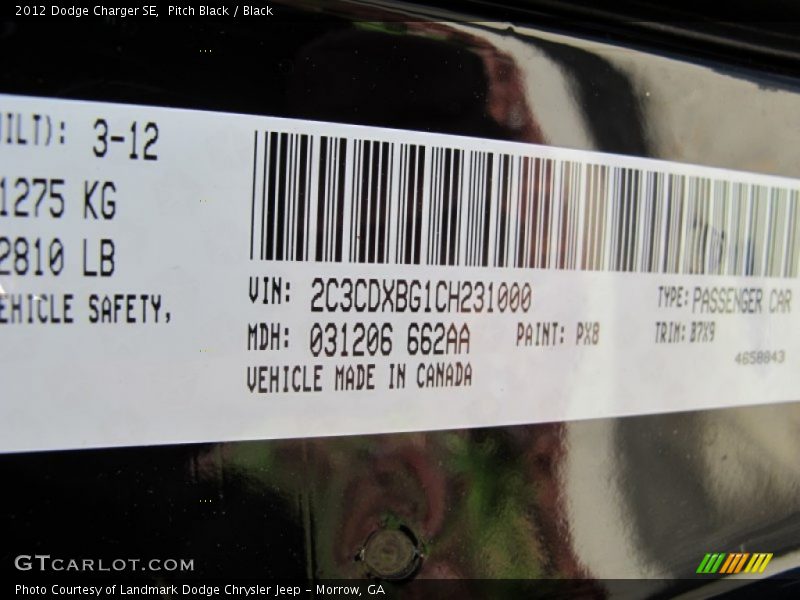 2012 Dodge Charger SE,  Pitch Black / Black
UILT): 3-12
1275 KG
2810 LB
EHICLE SAFETY,
VIN: 2C3CDXBG1CH231000 TYPE: PASSENGER CAR
MDH: 031206 662AA PAINT: PX8 TRIM: B7X9
VEHICLE MADE IN CANADA
4658843
GTCARLOT.COM
Photo Courtesy of Landmark Dodge Chrysler Jeep - Morrow, GA